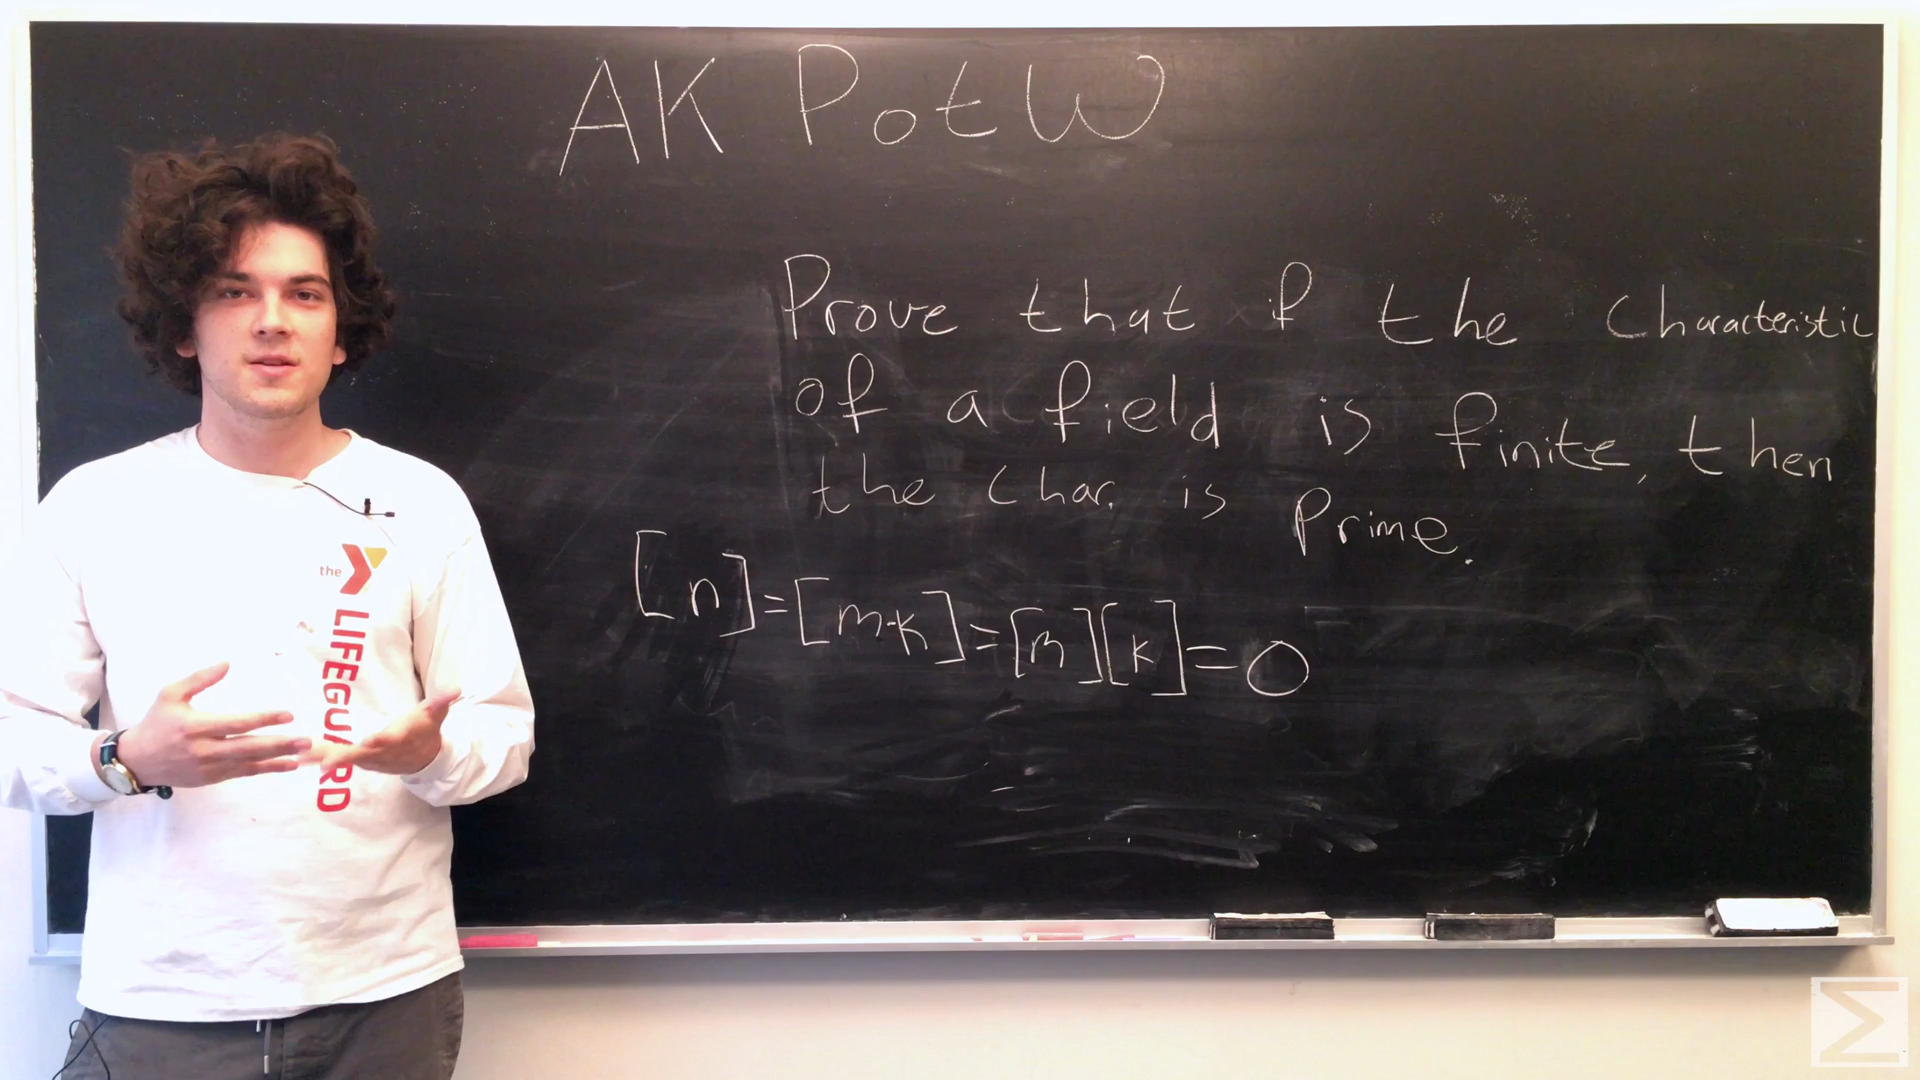 AK PotW
Prove that if the Characteristic
of a field is finite, then
the Char. is Prime.
[n]=[m·k]=[m][k]=0
the
LIFEGUARD
Σ